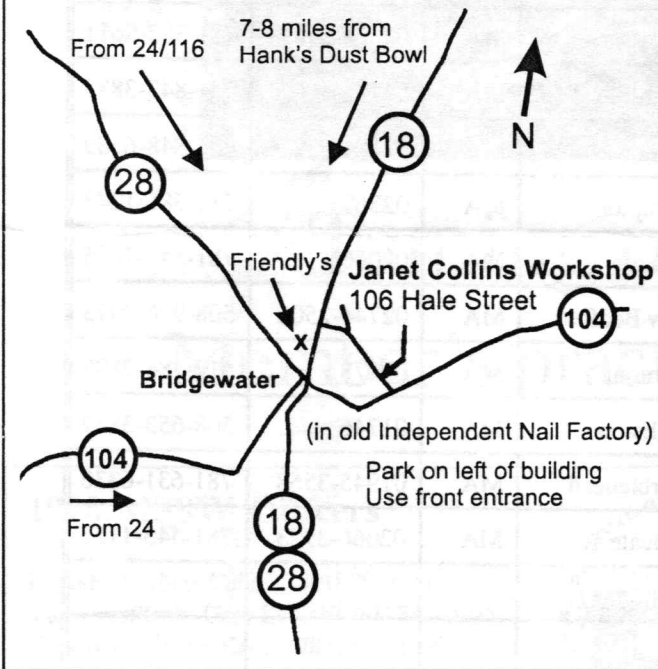 From 24/116
7-8 miles from
Hank's Dust Bowl
N
18
28
Friendly's
Janet Collins Workshop
106 Hale Street
104
x
Bridgewater
(in old Independent Nail Factory)
104
Park on left of building
Use front entrance
From 24
18
28